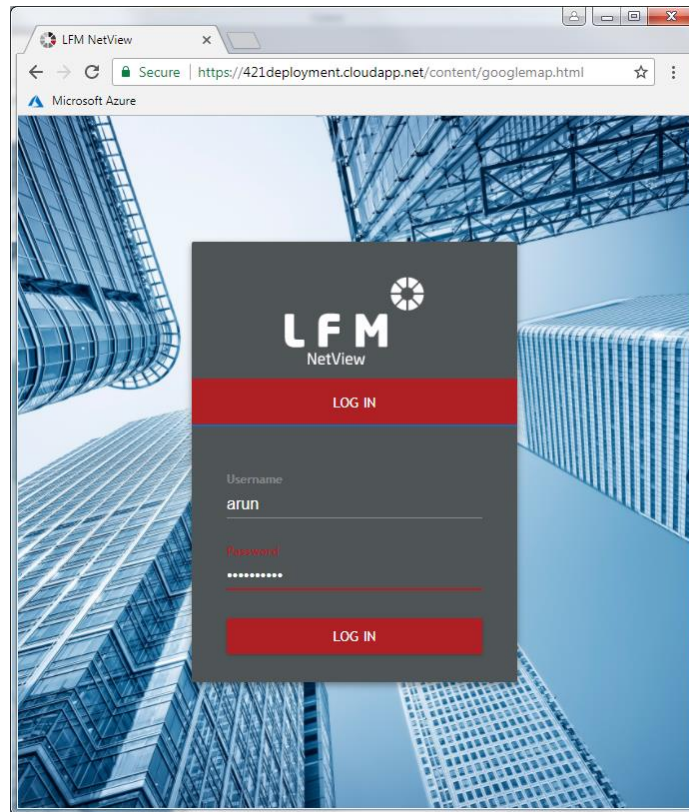 LFM NetView
Secure | https://421deployment.cloudapp.net/content/googlemap.html
Microsoft Azure
LFM
NetView
LOG IN
Username
arun
Password
••••••••••
LOG IN